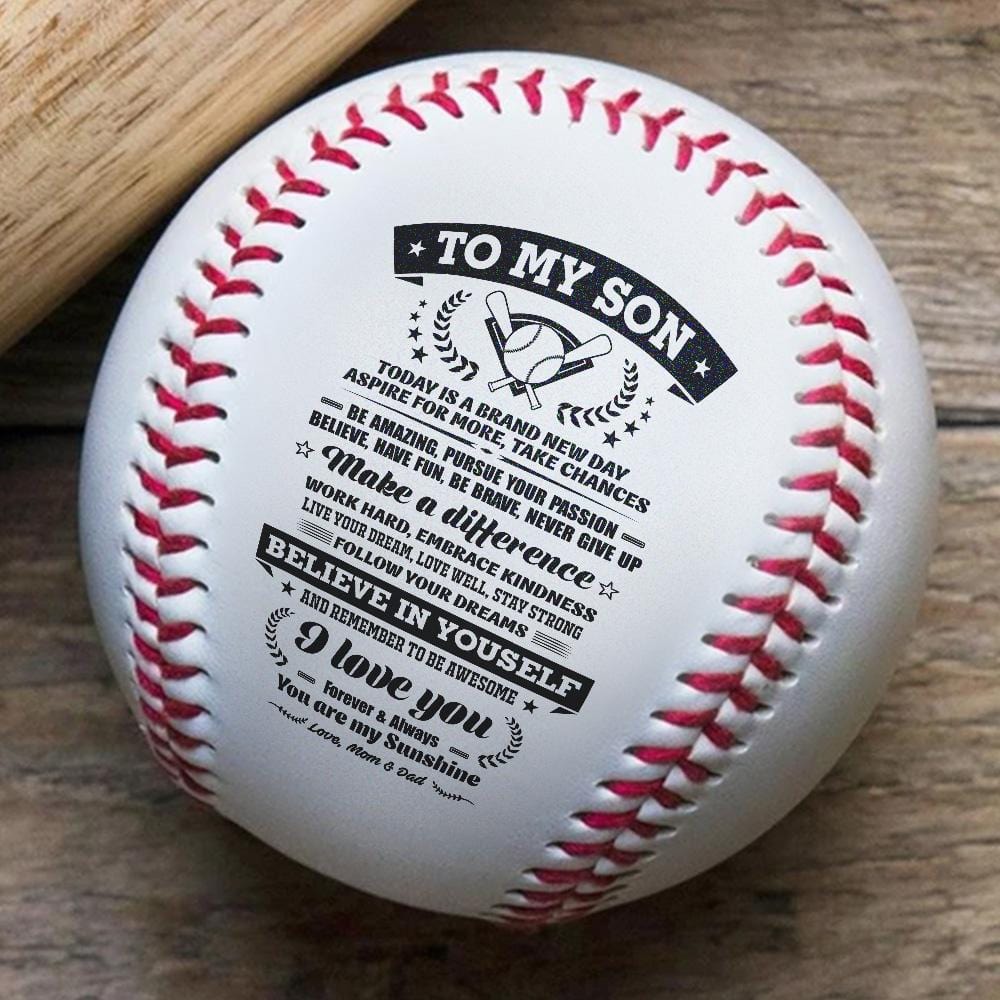 TO MY SON
TODAY IS A BRAND NEW DAY
ASPIRE FOR MORE, TAKE CHANCES
BE AMAZING, PURSUE YOUR PASSION
BELIEVE, HAVE FUN, BE BRAVE, NEVER GIVE UP
Make a difference
WORK HARD, EMBRACE KINDNESS
LIVE YOUR DREAM, LOVE WELL, STAY STRONG
FOLLOW YOUR DREAMS
BELIEVE IN YOUSELF
AND REMEMBER TO BE AWESOME
I love you
Forever & Always
You are my Sunshine
Love, Mom & Dad